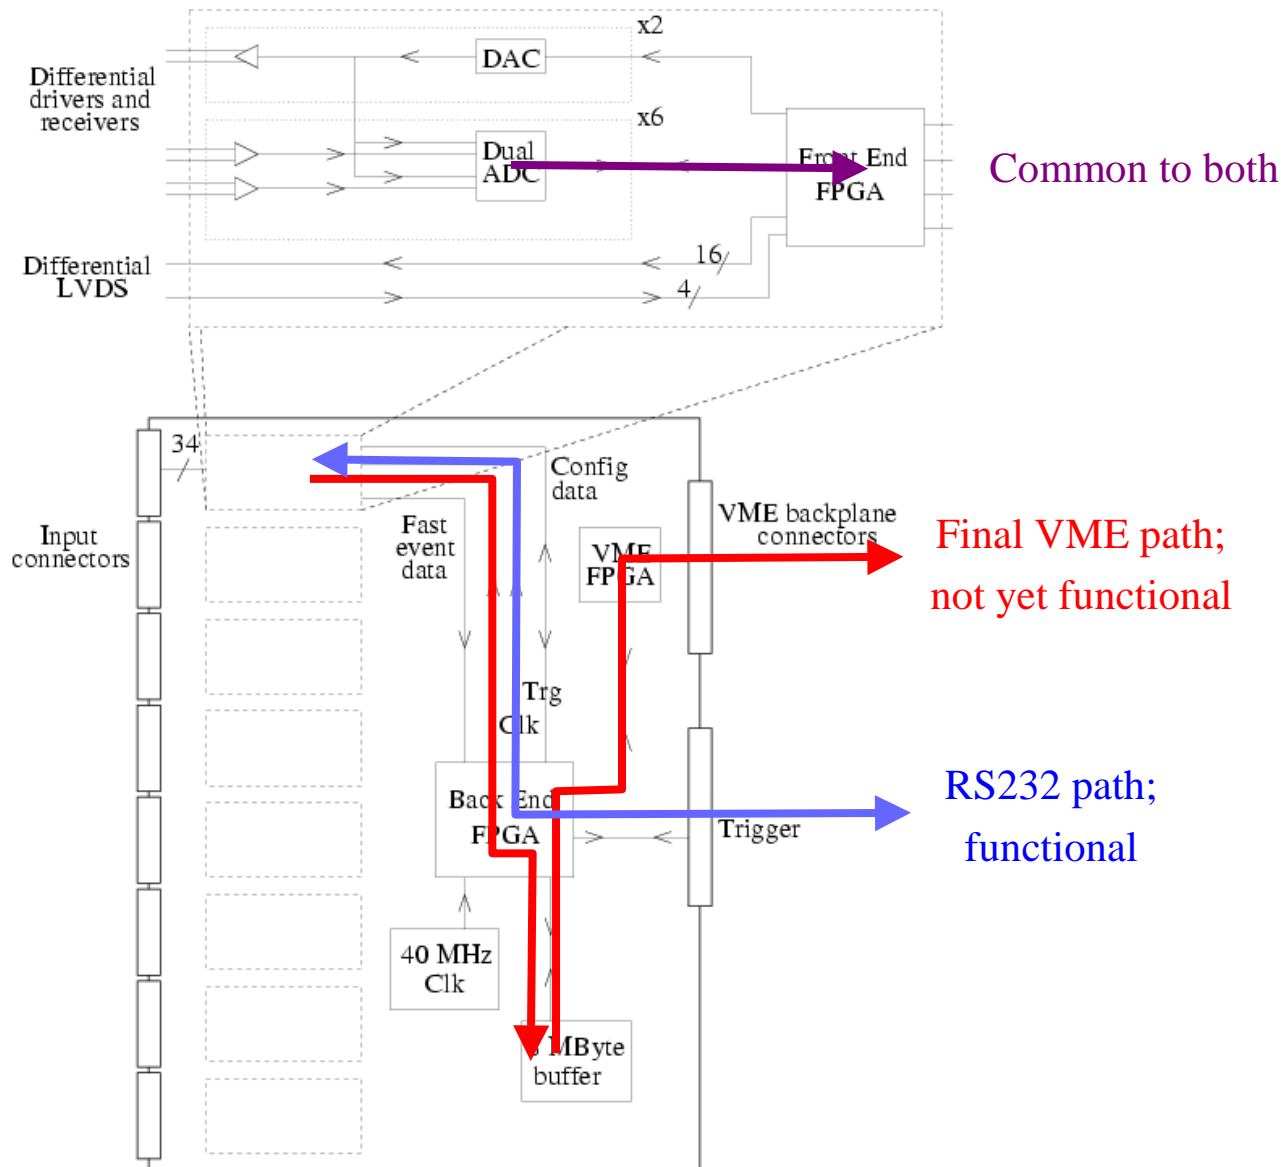 x2
DAC
Differential
drivers and
receivers
x6
Dual
ADC
Front End
FPGA
Common to both
16
4
Differential
LVDS
34
Config
data
Input
connectors
Fast
event
data
VME
FPGA
VME backplane
connectors
Final VME path;
not yet functional
Trg
Clk
Back End
FPGA
Trigger
RS232 path;
functional
40 MHz
Clk
MByte
buffer